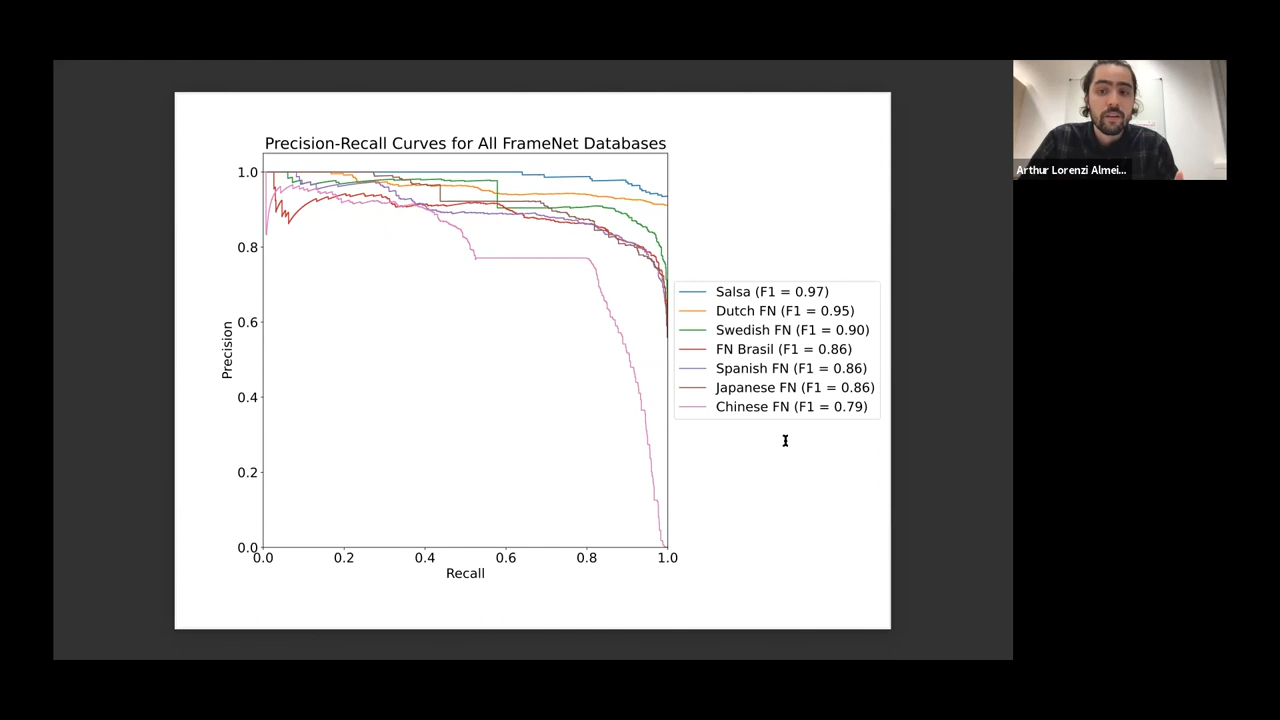 Precision-Recall Curves for All FrameNet Databases
1.0
0.8
0.6
0.4
0.2
0.0
Precision
0.0 0.2 0.4 0.6 0.8 1.0
Recall
Salsa (F1 = 0.97)
Dutch FN (F1 = 0.95)
Swedish FN (F1 = 0.90)
FN Brasil (F1 = 0.86)
Spanish FN (F1 = 0.86)
Japanese FN (F1 = 0.86)
Chinese FN (F1 = 0.79)
Arthur Lorenzi Almei...